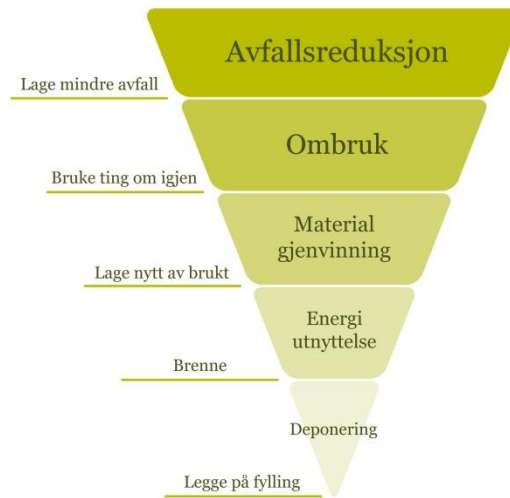 Avfallsreduksjon
Lage mindre avfall
Ombruk
Bruke ting om igjen
Material
gjenvinning
Lage nytt av brukt
Energi
utnyttelse
Brenne
Deponering
Legge på fylling